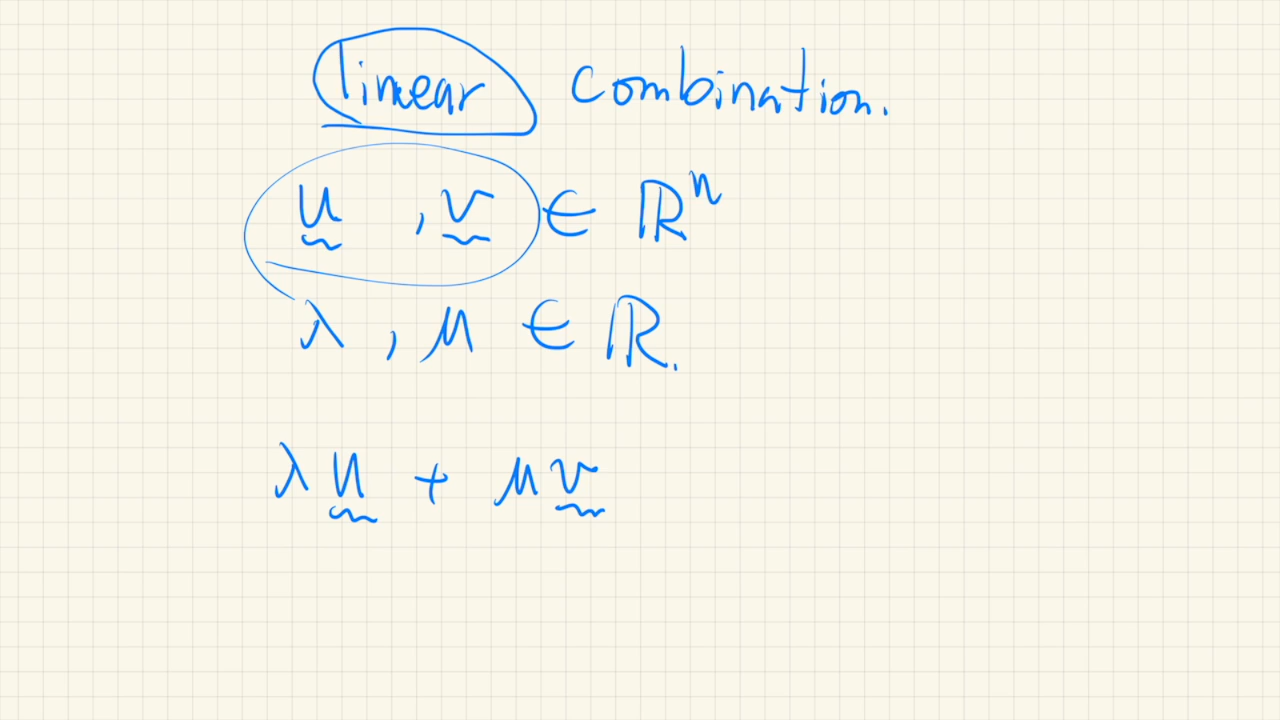 linear combination.
u , v ∈ ℝⁿ
λ , μ ∈ ℝ.
λu + μv